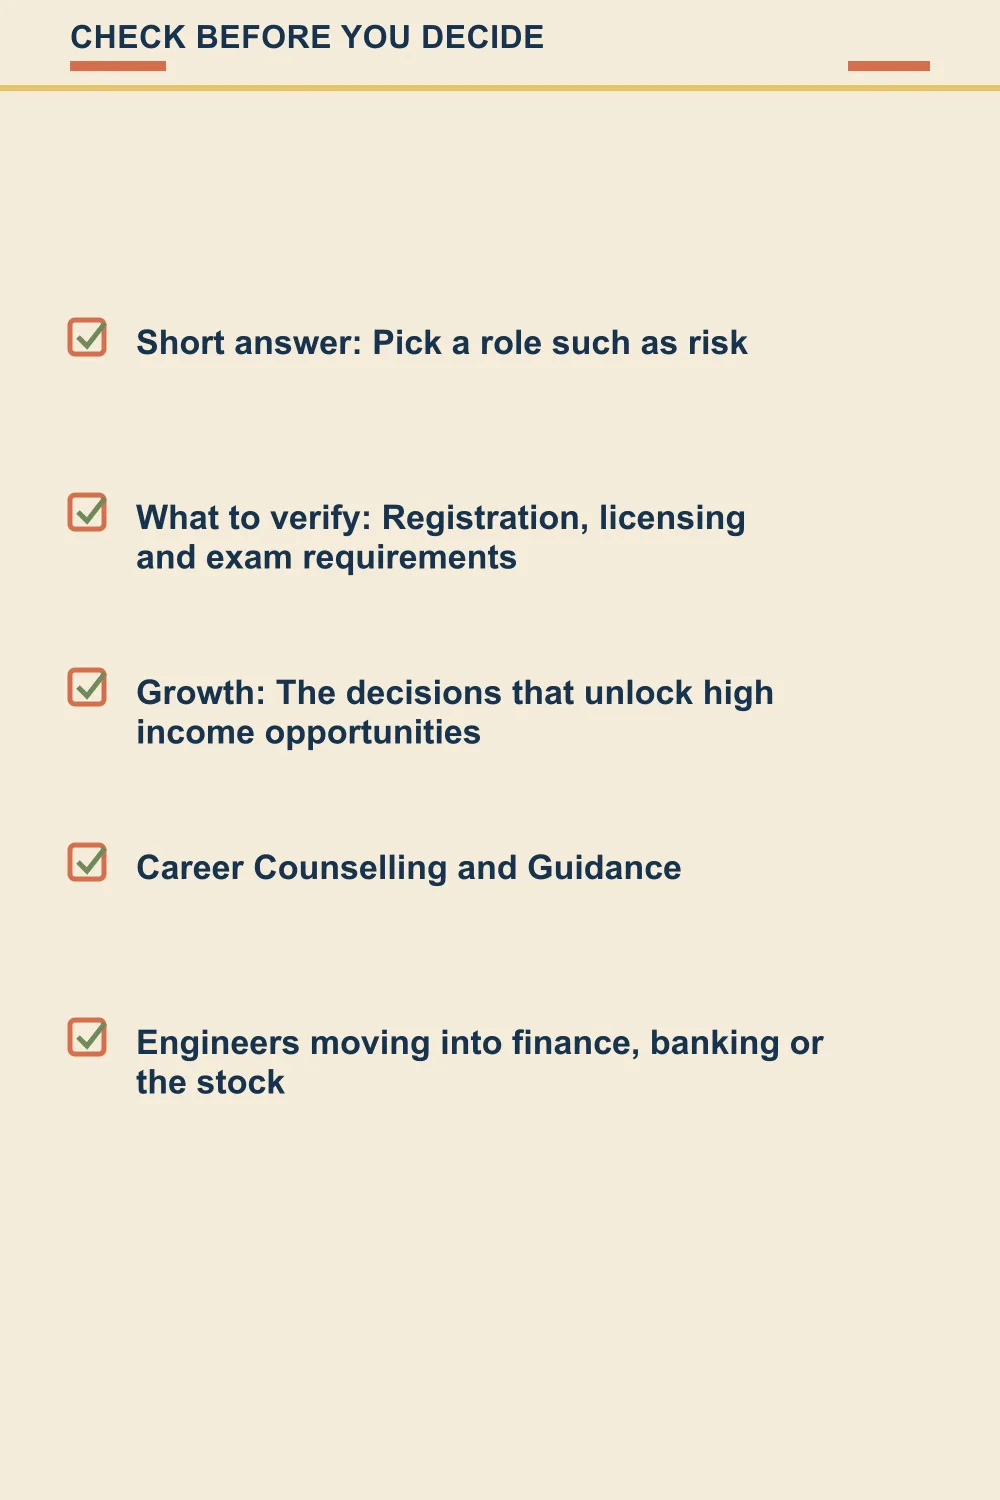 CHECK BEFORE YOU DECIDE
Short answer: Pick a role such as risk
What to verify: Registration, licensing
and exam requirements
Growth: The decisions that unlock high
income opportunities
Career Counselling and Guidance
Engineers moving into finance, banking or
the stock